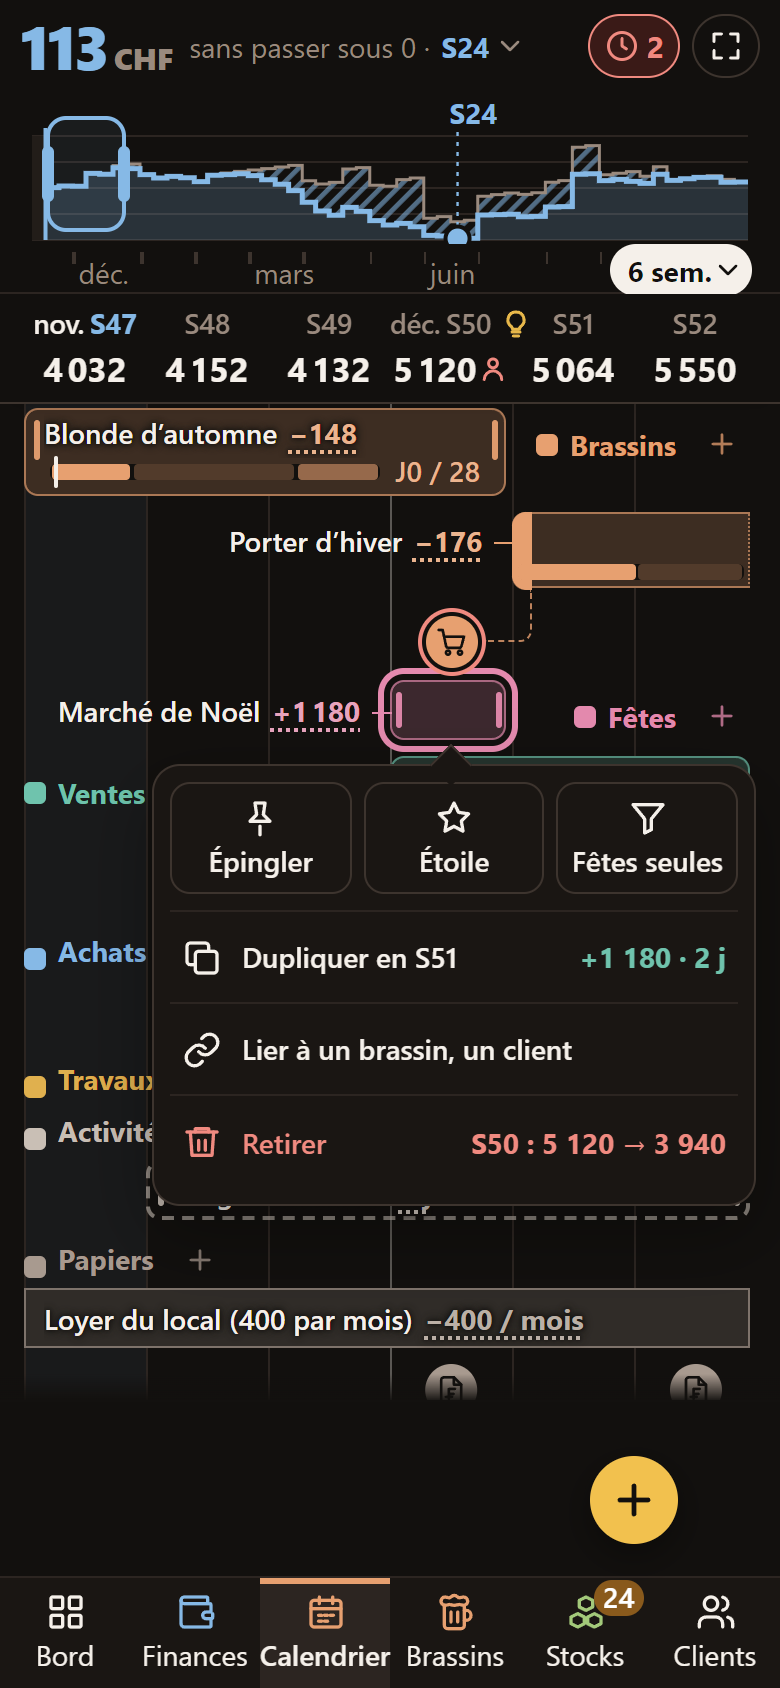 113 CHF sans passer sous 0 · S24
2
S24
déc. mars juin
6 sem.
nov. S47 S48 S49 déc. S50 S51 S52
4 032 4 152 4 132 5 120 5 064 5 550
Blonde d’automne −148
J0 / 28
Brassins +
Porter d’hiver −176
Marché de Noël +1 180
Fêtes +
Ventes
Épingler Étoile Fêtes seules
Achats
Dupliquer en S51 +1 180 · 2 j
Lier à un brassin, un client
Travaux
Activité
Retirer S50 : 5 120 → 3 940
Papiers +
Loyer du local (400 par mois) −400 / mois
+
24
Bord Finances Calendrier Brassins Stocks Clients